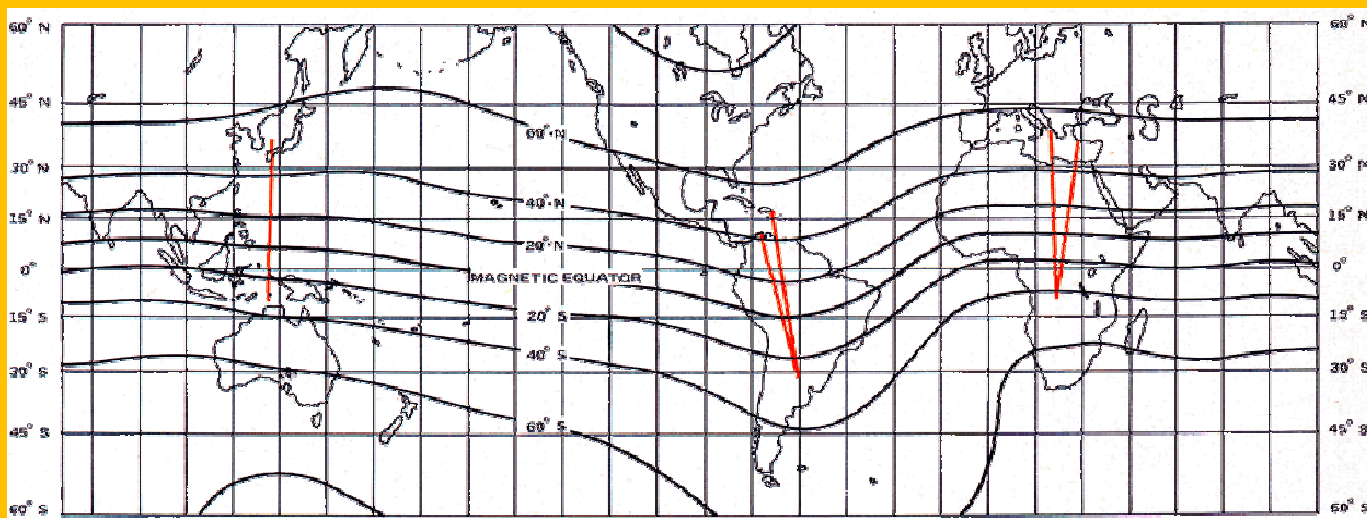 60° N 60° N
45° N 45° N
60° N
30° N 30° N
40° N
15° N 15° N
20° N
0° 0°
MAGNETIC EQUATOR
15° S 20° S 15° S
40° S
30° S 30° S
45° S 60° S 45° S
60° S 60° S